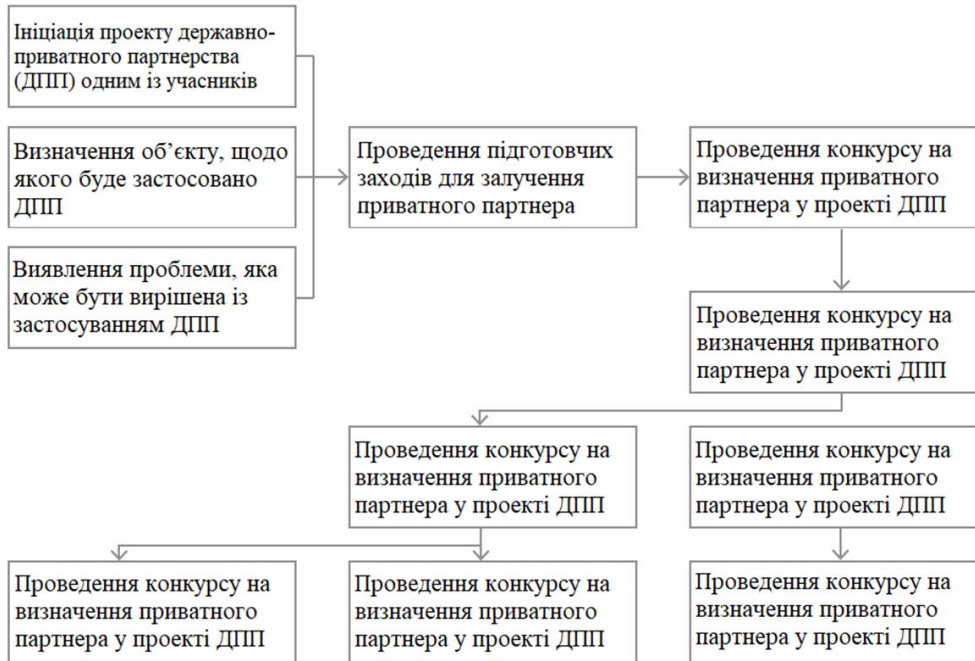 Ініціація проекту державно-
приватного партнерства
(ДПП) одним із учасників
Визначення об’єкту, щодо
якого буде застосовано
ДПП
Проведення підготовчих
заходів для залучення
приватного партнера
Проведення конкурсу на
визначення приватного
партнера у проекті ДПП
Виявлення проблеми, яка
може бути вирішена із
застосуванням ДПП
Проведення конкурсу на
визначення приватного
партнера у проекті ДПП
Проведення конкурсу на
визначення приватного
партнера у проекті ДПП
Проведення конкурсу на
визначення приватного
партнера у проекті ДПП
Проведення конкурсу на
визначення приватного
партнера у проекті ДПП
Проведення конкурсу на
визначення приватного
партнера у проекті ДПП
Проведення конкурсу на
визначення приватного
партнера у проекті ДПП